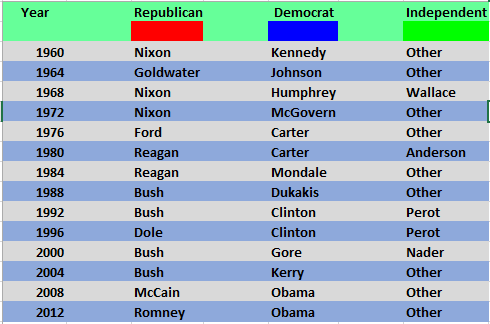 Year Republican Democrat Independent
1960 Nixon Kennedy Other
1964 Goldwater Johnson Other
1968 Nixon Humphrey Wallace
1972 Nixon McGovern Other
1976 Ford Carter Other
1980 Reagan Carter Anderson
1984 Reagan Mondale Other
1988 Bush Dukakis Other
1992 Bush Clinton Perot
1996 Dole Clinton Perot
2000 Bush Gore Nader
2004 Bush Kerry Other
2008 McCain Obama Other
2012 Romney Obama Other